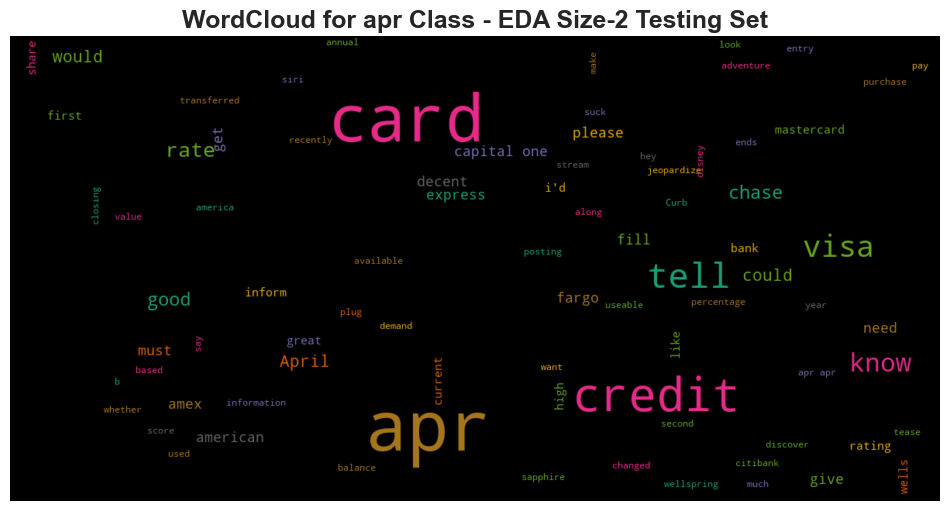 WordCloud for apr Class - EDA Size-2 Testing Set
share
would
annual
make
look
entry
adventure
pay
purchase
siri
transferred
first
get
rate
recently
card
capital one
suck
please
mastercard
ends
hey
stream
jeopardize
disney
decent
express
i'd
chase
Curb
closing
value
america
along
fill
visa
bank
posting
available
tell
could
good
inform
fargo
useable
percentage
year
plug
demand
great
need
must
say
April
like
know
based
b
current
want
apr apr
high
credit
whether
amex
information
apr
second
tease
score
american
discover
rating
used
balance
changed
citibank
sapphire
wellspring
much
give
wells